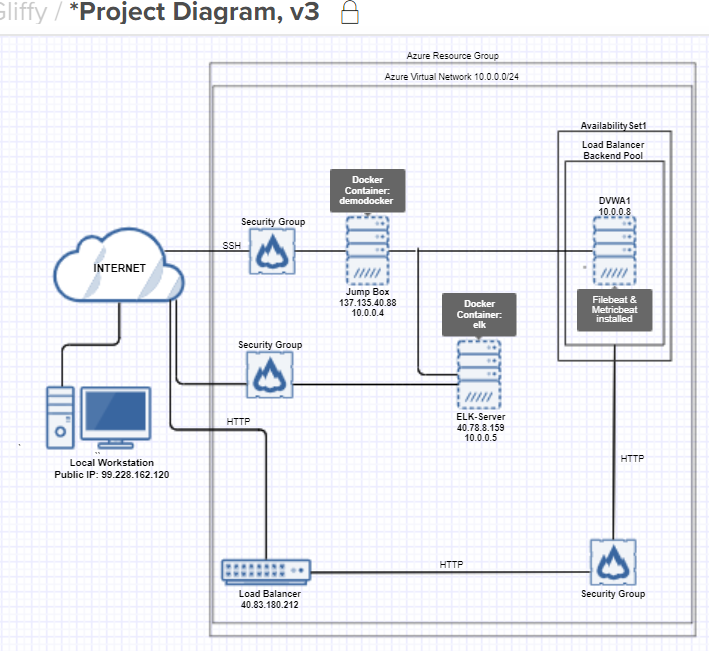 Gliffy / *Project Diagram, v3
Azure Resource Group
Azure Virtual Network 10.0.0.0/24
AvailabilitySet1
Load Balancer
Backend Pool
Docker
Container:
demodocker
DVWA1
10.0.0.8
Security Group
SSH
INTERNET
Jump Box
137.135.40.88
10.0.0.4
Docker
Container:
elk
Filebeat &
Metricbeat
installed
Security Group
ELK-Server
40.78.8.159
10.0.0.5
HTTP
Local Workstation
Public IP: 99.228.162.120
HTTP
HTTP
Load Balancer
40.83.180.212
Security Group